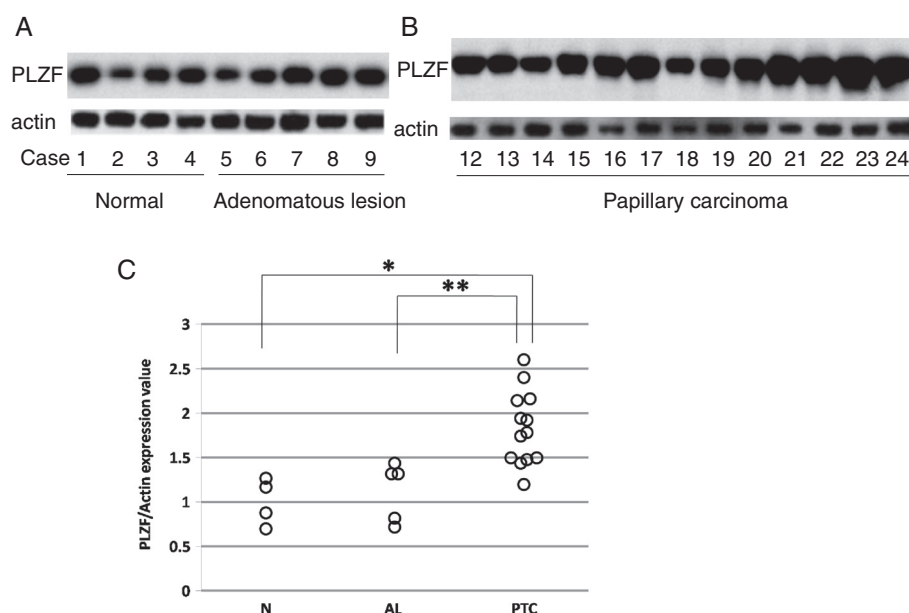 A
PLZF
actin
Case 1 2 3 4 5 6 7 8 9
Normal Adenomatous lesion
B
PLZF
actin
12 13 14 15 16 17 18 19 20 21 22 23 24
Papillary carcinoma
C
*
**
PLZF/Actin expression value
3
2.5
2
1.5
1
0.5
0
N AL PTC